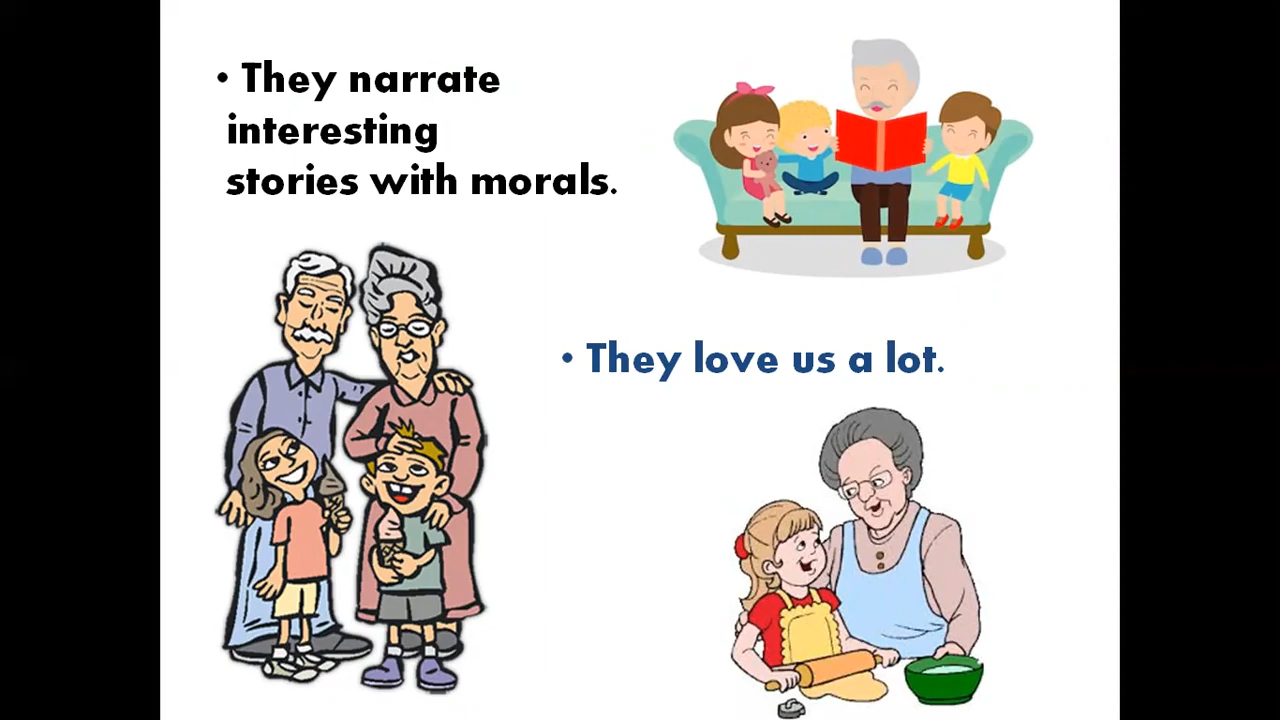 • They narrate
interesting
stories with morals.
• They love us a lot.